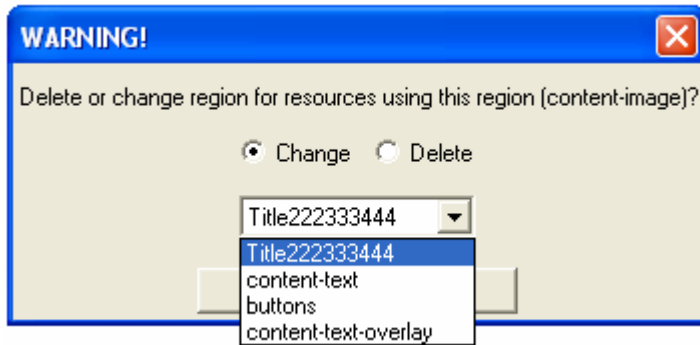 WARNING!
Delete or change region for resources using this region (content-image)?
Change Delete
Title222333444
Title222333444
content-text
buttons
content-text-overlay